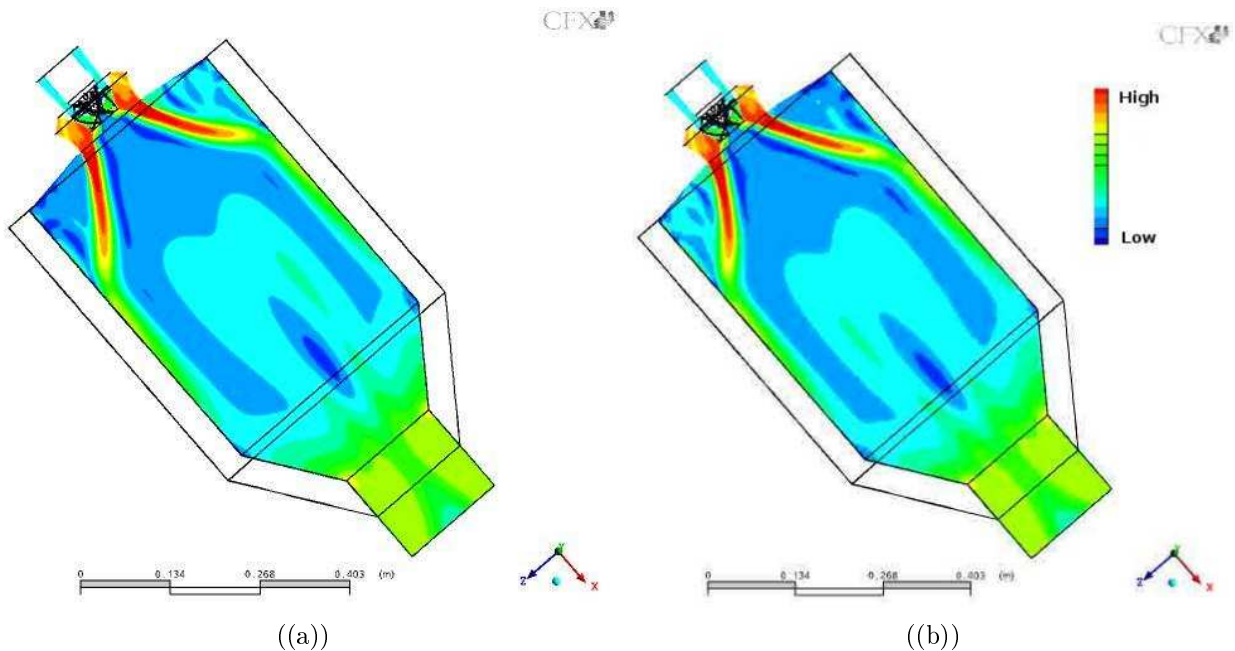 CFX
CFX
High
Low
0 0.134 0.268 0.403 (m)
Z Y X
0 0.134 0.268 0.403 (m)
Z Y X
((a))
((b))